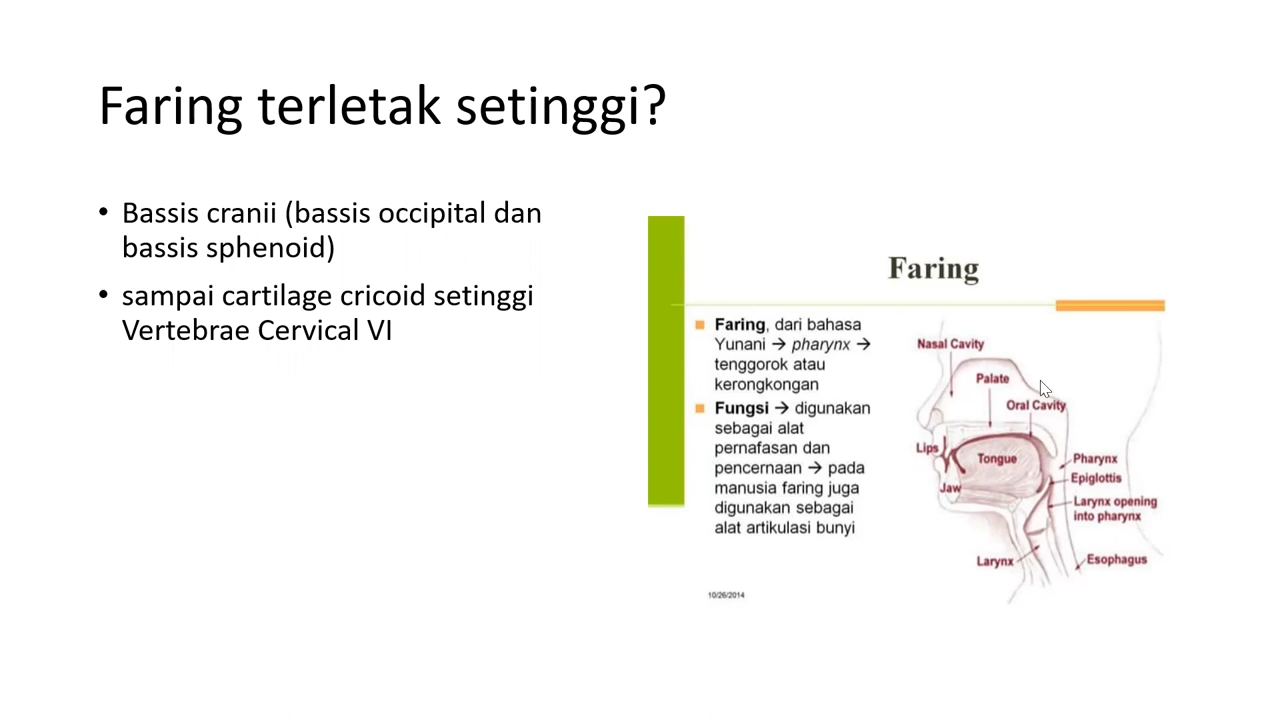 Faring terletak setinggi?
• Bassis cranii (bassis occipital dan
bassis sphenoid)
• sampai cartilage cricoid setinggi
Vertebrae Cervical VI
Faring
Faring, dari bahasa
Yunani → pharynx →
tenggorok atau
kerongkongan
Fungsi → digunakan
sebagai alat
pernafasan dan
pencernaan → pada
manusia faring juga
digunakan sebagai
alat artikulasi bunyi
10/26/2014
Nasal Cavity
Palate
Oral Cavity
Lips
Tongue
Jaw
Pharynx
Epiglottis
Larynx opening
into pharynx
Larynx
Esophagus